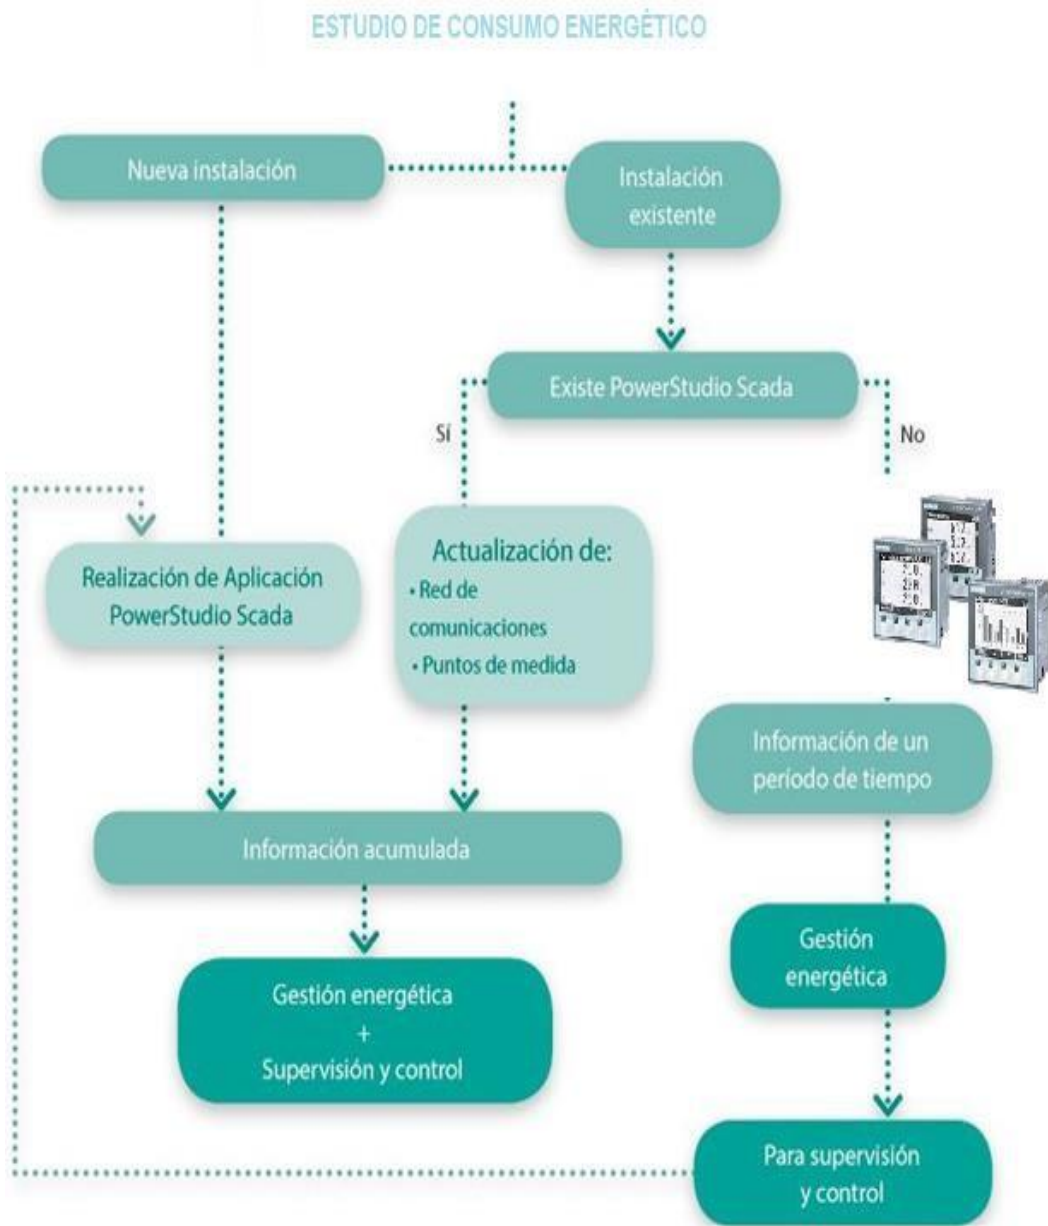 ESTUDIO DE CONSUMO ENERGÉTICO
Nueva instalación
Instalación
existente
Existe PowerStudio Scada
Sí
No
Realización de Aplicación
PowerStudio Scada
Actualización de:
• Red de
comunicaciones
• Puntos de medida
Información de un
período de tiempo
Información acumulada
Gestión
energética
Gestión energética
+
Supervisión y control
Para supervisión
y control